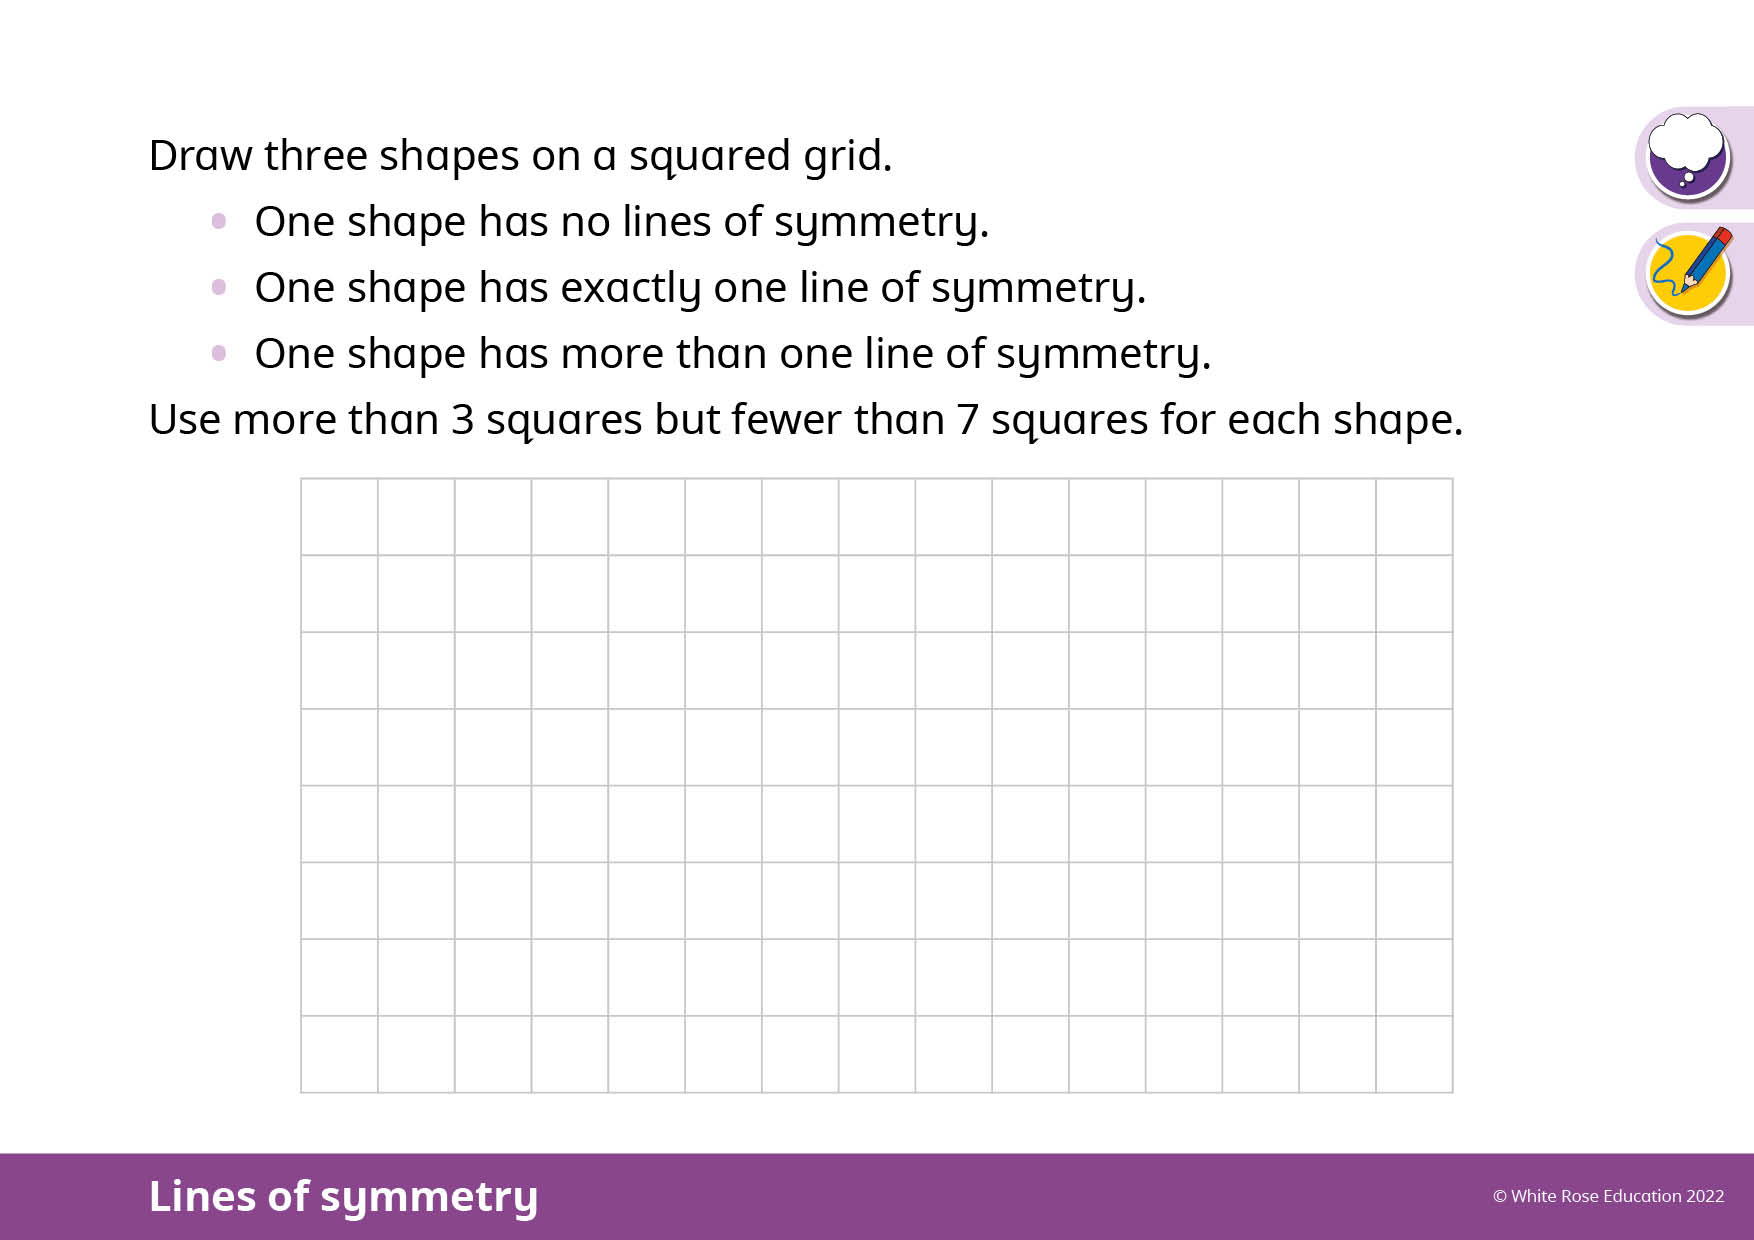 Draw three shapes on a squared grid.
• One shape has no lines of symmetry.
• One shape has exactly one line of symmetry.
• One shape has more than one line of symmetry.
Use more than 3 squares but fewer than 7 squares for each shape.
Lines of symmetry
© White Rose Education 2022